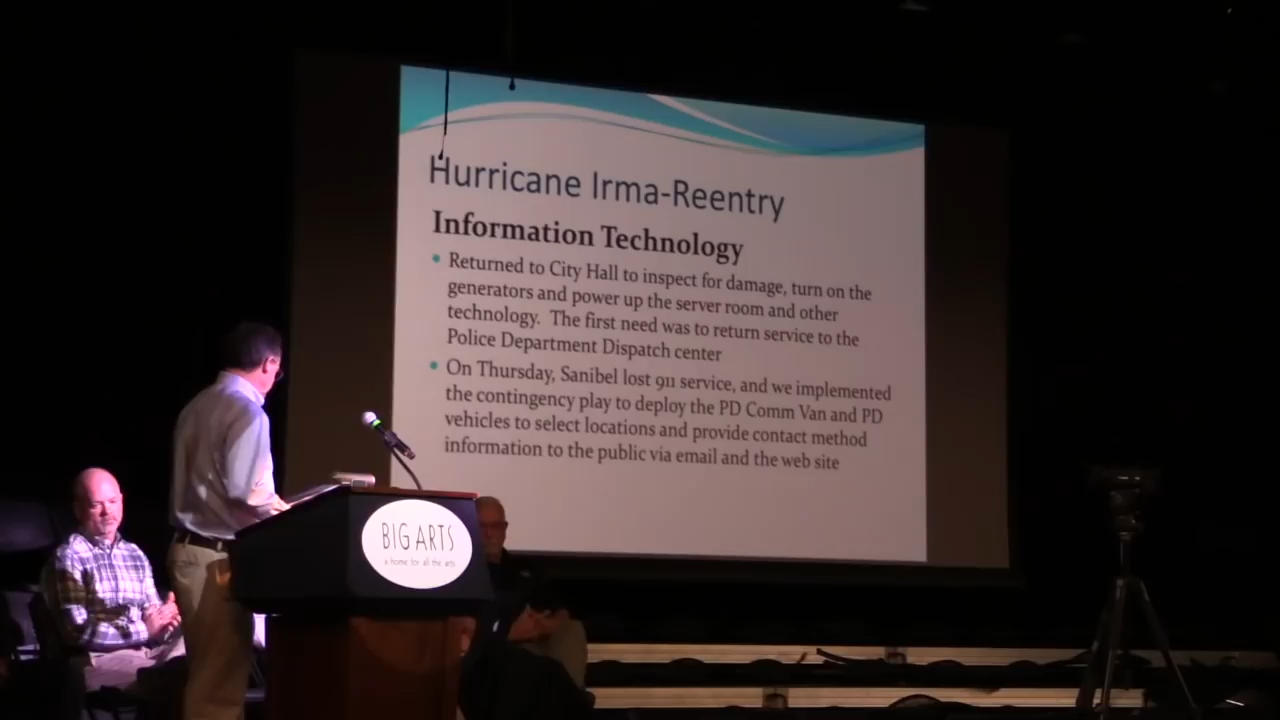 Hurricane Irma-Reentry
Information Technology
• Returned to City Hall to inspect for damage, turn on the
generators and power up the server room and other
technology. The first need was to return service to the
Police Department Dispatch center
• On Thursday, Sanibel lost 911 service, and we implemented
the contingency play to deploy the PD Comm Van and PD
vehicles to select locations and provide contact method
information to the public via email and the web site
BIG ARTS
a home for all the arts